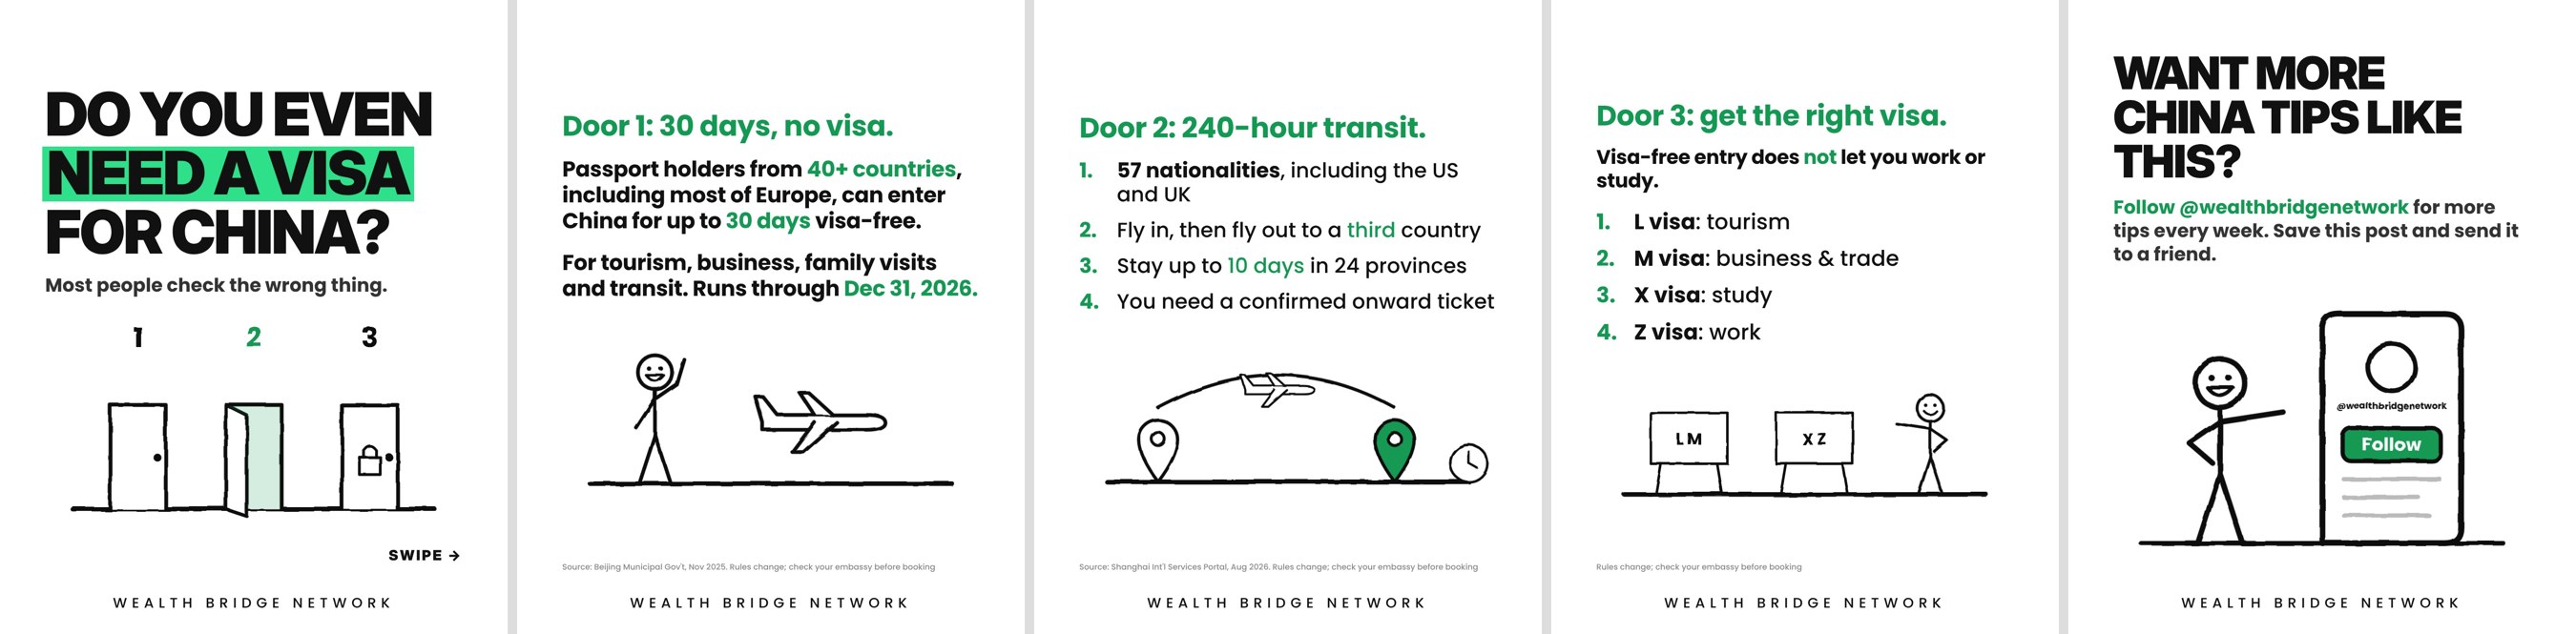 DO YOU EVEN
NEED A VISA
FOR CHINA?
Most people check the wrong thing.
1 2 3
SWIPE →
WEALTH BRIDGE NETWORK
Door 1: 30 days, no visa.
Passport holders from 40+ countries,
including most of Europe, can enter
China for up to 30 days visa-free.
For tourism, business, family visits
and transit. Runs through Dec 31, 2026.
Source: Beijing Municipal Gov't, Nov 2025. Rules change; check your embassy before booking
WEALTH BRIDGE NETWORK
Door 2: 240-hour transit.
1. 57 nationalities, including the US
and UK
2. Fly in, then fly out to a third country
3. Stay up to 10 days in 24 provinces
4. You need a confirmed onward ticket
Source: Shanghai Int'l Services Portal, Aug 2026. Rules change; check your embassy before booking
WEALTH BRIDGE NETWORK
Door 3: get the right visa.
Visa-free entry does not let you work or
study.
1. L visa: tourism
2. M visa: business & trade
3. X visa: study
4. Z visa: work
L M
X Z
Rules change; check your embassy before booking
WEALTH BRIDGE NETWORK
WANT MORE
CHINA TIPS LIKE
THIS?
Follow @wealthbridgenetwork for more
tips every week. Save this post and send it
to a friend.
@wealthbridgenetwork
Follow
WEALTH BRIDGE NETWORK